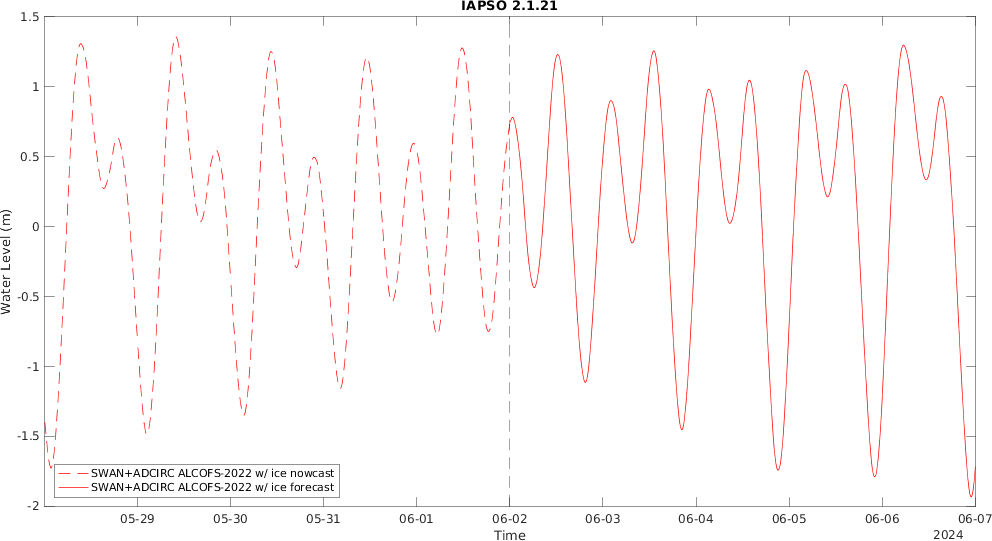 IAPSO 2.1.21
1.5
1
0.5
0
-0.5
-1
-1.5
-2
Water Level (m)
SWAN+ADCIRC ALCOFS-2022 w/ ice nowcast
SWAN+ADCIRC ALCOFS-2022 w/ ice forecast
05-29 05-30 05-31 06-01 06-02 06-03 06-04 06-05 06-06 06-07
Time
2024